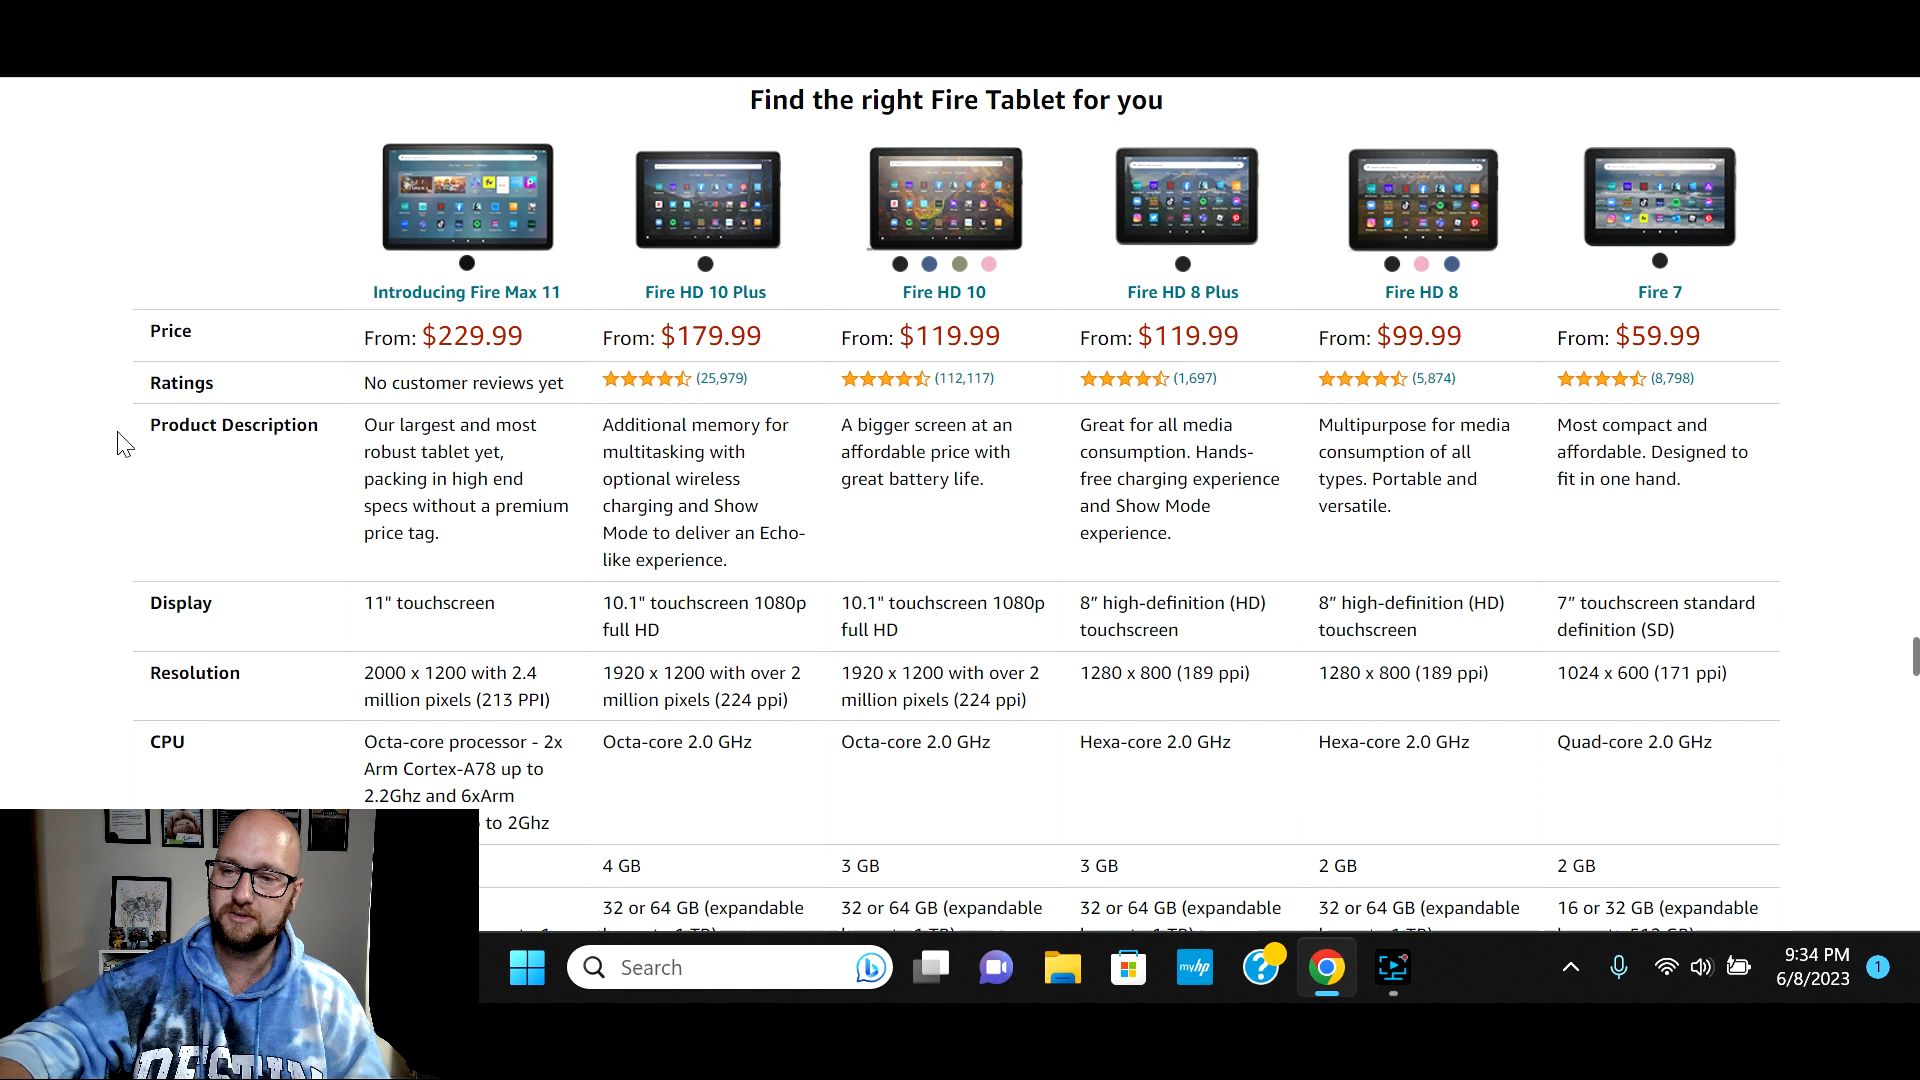 Find the right Fire Tablet for you
Introducing Fire Max 11
Fire HD 10 Plus
Fire HD 10
Fire HD 8 Plus
Fire HD 8
Fire 7
Price
From: $229.99
From: $179.99
From: $119.99
From: $119.99
From: $99.99
From: $59.99
Ratings
No customer reviews yet
(25,979)
(112,117)
(1,697)
(5,874)
(8,798)
Product Description
Our largest and most
robust tablet yet,
packing in high end
specs without a premium
price tag.
Additional memory for
multitasking with
optional wireless
charging and Show
Mode to deliver an Echo-
like experience.
A bigger screen at an
affordable price with
great battery life.
Great for all media
consumption. Hands-
free charging experience
and Show Mode
experience.
Multipurpose for media
consumption of all
types. Portable and
versatile.
Most compact and
affordable. Designed to
fit in one hand.
Display
11" touchscreen
10.1" touchscreen 1080p
full HD
10.1" touchscreen 1080p
full HD
8” high-definition (HD)
touchscreen
8” high-definition (HD)
touchscreen
7” touchscreen standard
definition (SD)
Resolution
2000 x 1200 with 2.4
million pixels (213 PPI)
1920 x 1200 with over 2
million pixels (224 ppi)
1920 x 1200 with over 2
million pixels (224 ppi)
1280 x 800 (189 ppi)
1280 x 800 (189 ppi)
1024 x 600 (171 ppi)
CPU
Octa-core processor - 2x
Arm Cortex-A78 up to
2.2Ghz and 6xArm
to 2Ghz
Octa-core 2.0 GHz
Octa-core 2.0 GHz
Hexa-core 2.0 GHz
Hexa-core 2.0 GHz
Quad-core 2.0 GHz
4 GB
3 GB
3 GB
2 GB
2 GB
32 or 64 GB (expandable
32 or 64 GB (expandable
32 or 64 GB (expandable
32 or 64 GB (expandable
16 or 32 GB (expandable
Search
myhp
9:34 PM
6/8/2023
1